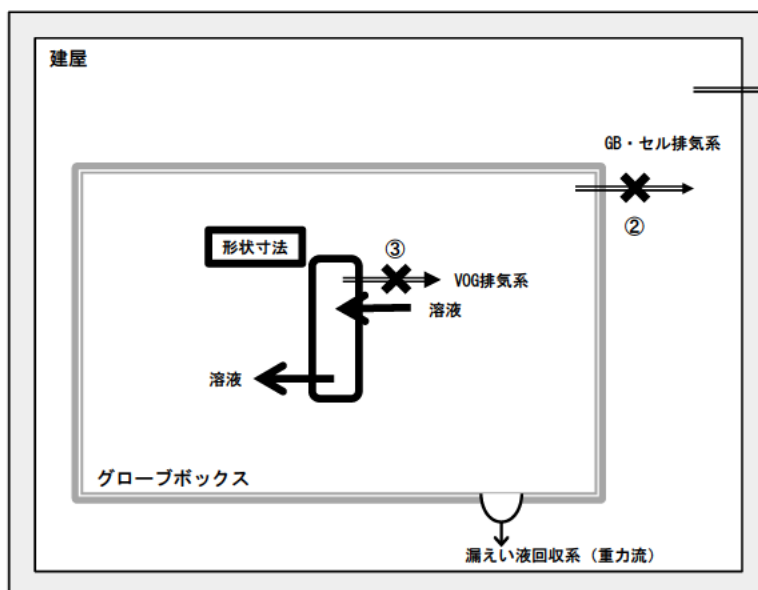 建屋
GB・セル排気系
②
形状寸法
③
VOG排気系
溶液
溶液
グローブボックス
漏えい液回収系（重力流）